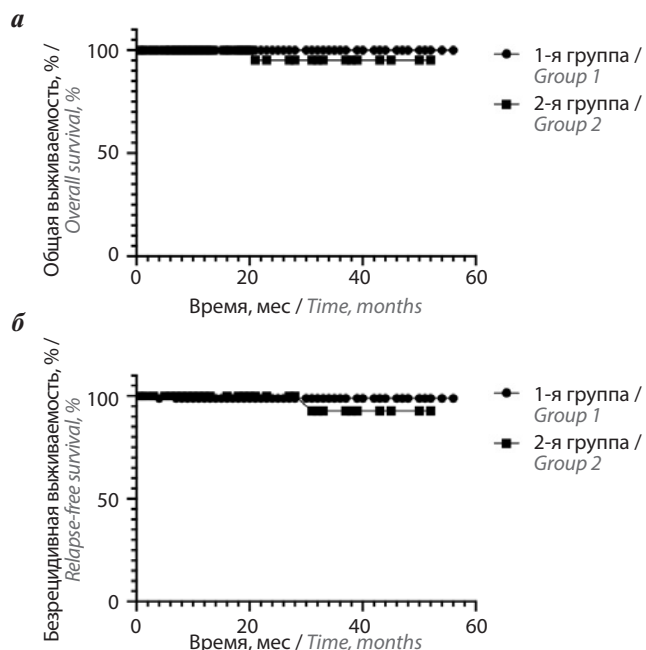 а
Общая выживаемость, % /
Overall survival, %
100
50
0
0 20 40 60
Время, мес / Time, months
1-я группа /
Group 1
2-я группа /
Group 2
б
Безрецидивная выживаемость, % /
Relapse-free survival, %
100
50
0
0 20 40 60
Время, мес / Time, months
1-я группа /
Group 1
2-я группа /
Group 2